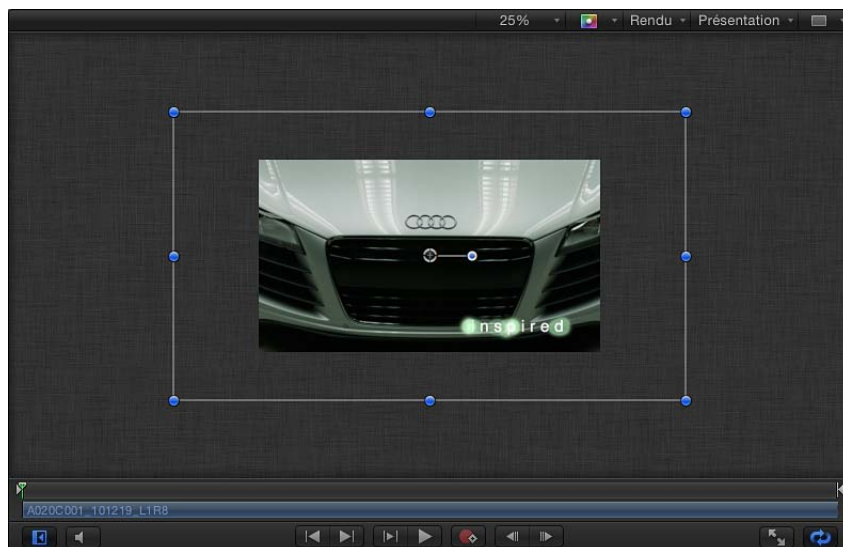 25% Rendu Présentation
inspired
A020C001_101219_L1R8